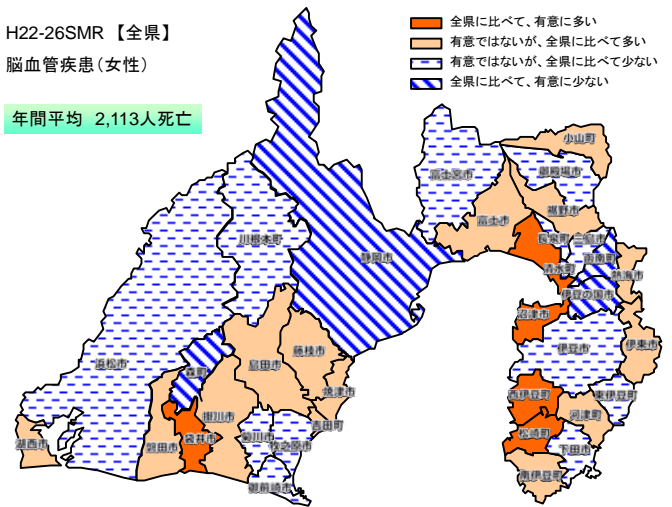 H22-26SMR 【全県】
脳血管疾患(女性)
年間平均 2,113人死亡
全県に比べて、有意に多い
有意ではないが、全県に比べて多い
有意ではないが、全県に比べて少ない
全県に比べて、有意に少ない
小山町
御殿場市
富士宮市
裾野市
富士市
長泉町
三島市
函南町
熱海市
清水町
伊豆の国市
沼津市
伊豆市
伊東市
西伊豆町
東伊豆町
河津町
松崎町
下田市
南伊豆町
川根本町
静岡市
浜松市
森町
島田市
藤枝市
焼津市
吉田町
掛川市
湖西市
磐田市
袋井市
菊川市
牧之原市
御前崎市